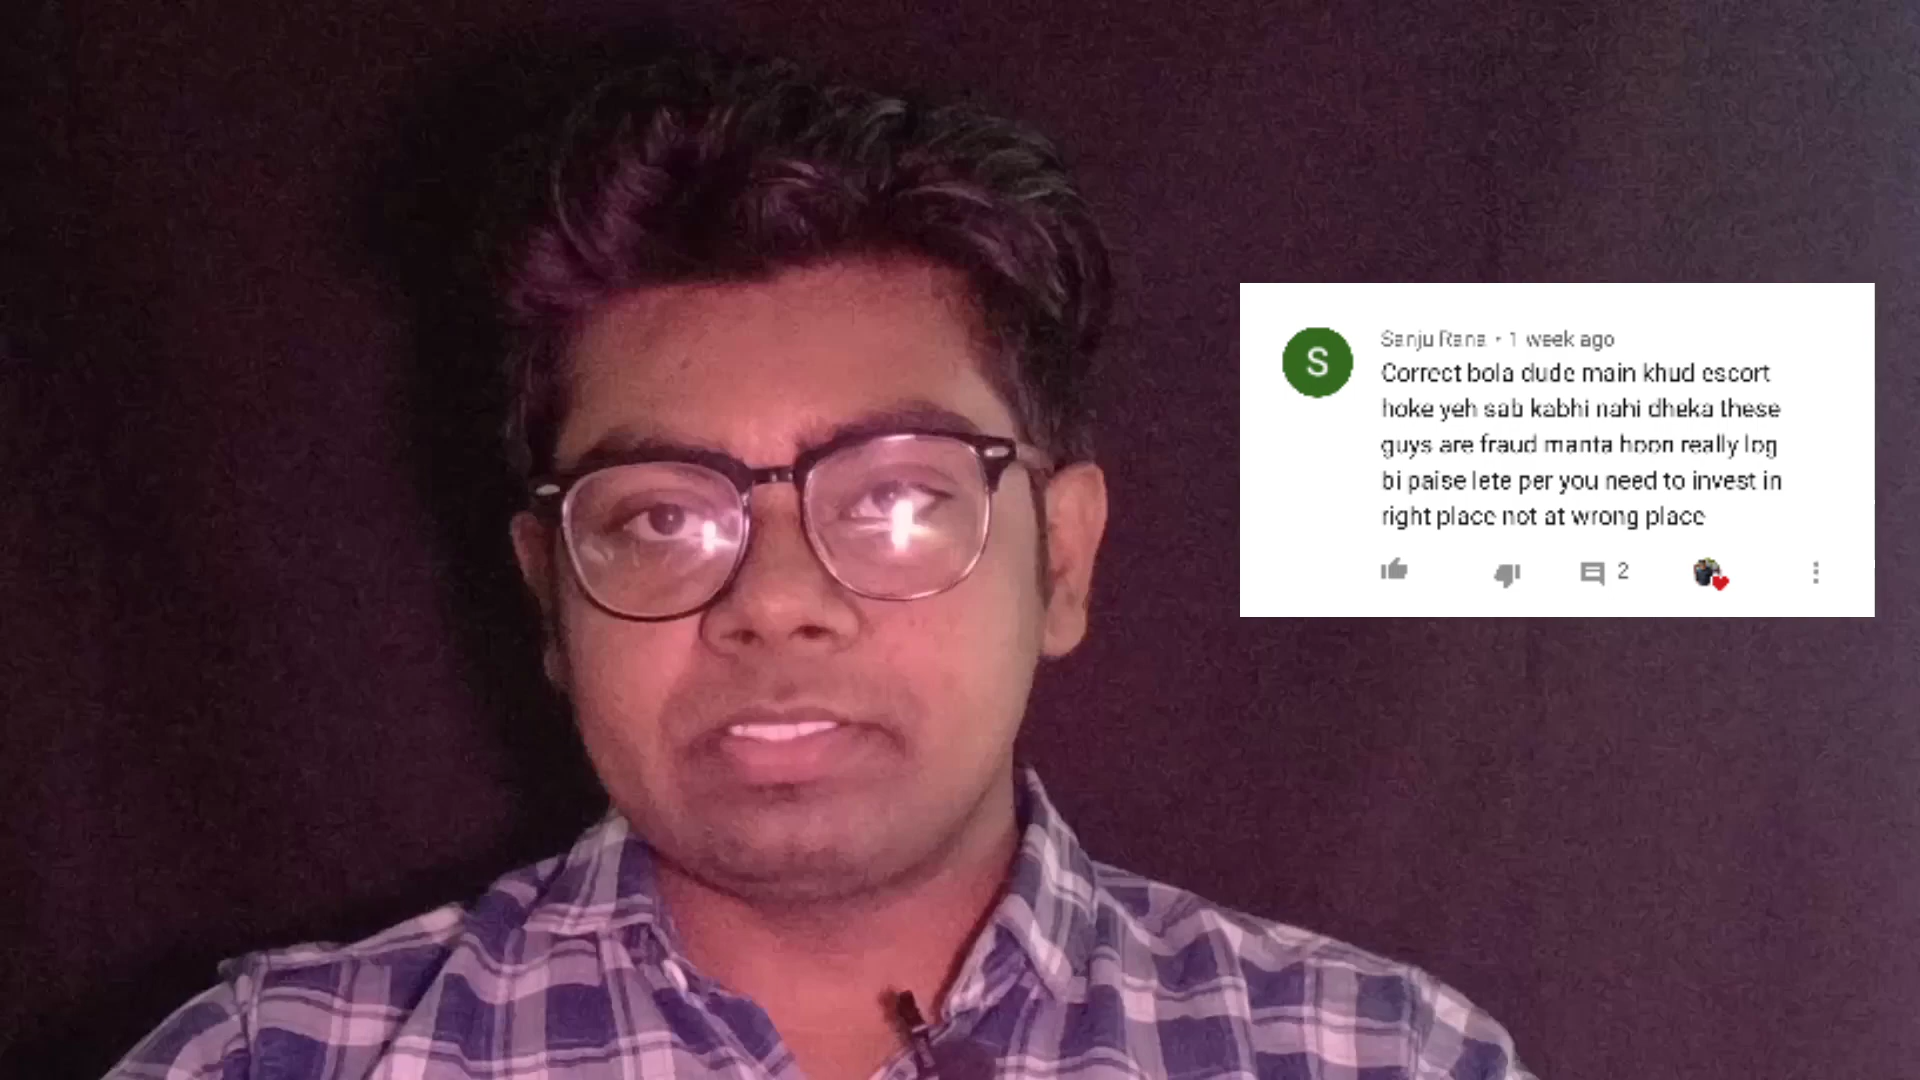 S
Sanju Rana • 1 week ago
Correct bola dude main khud escort
hoke yeh sab kabhi nahi dheka these
guys are fraud manta hoon really log
bi paise lete per you need to invest in
right place not at wrong place
2